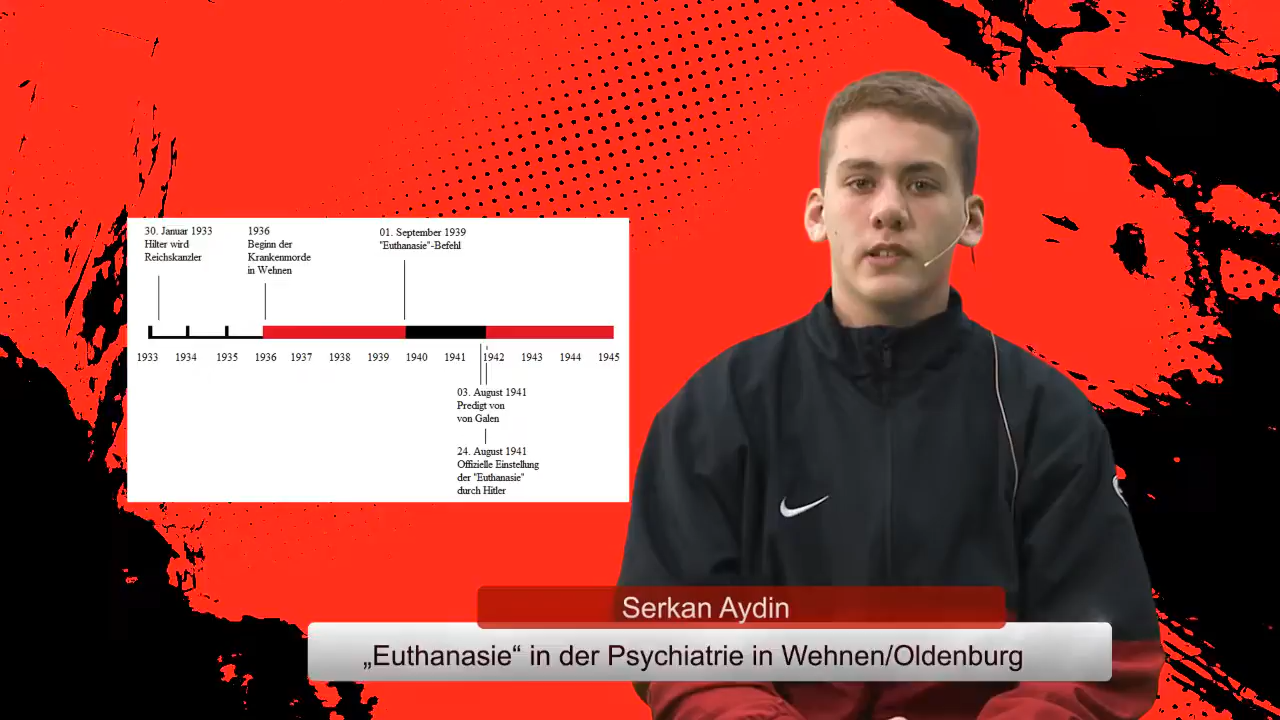 30. Januar 1933
Hilter wird
Reichskanzler
1936
Beginn der
Krankenmorde
in Wehnen
01. September 1939
"Euthanasie"-Befehl
1933 1934 1935 1936 1937 1938 1939 1940 1941 1942 1943 1944 1945
03. August 1941
Predigt von
von Galen
24. August 1941
Offizielle Einstellung
der "Euthanasie"
durch Hitler
Serkan Aydin
„Euthanasie“ in der Psychiatrie in Wehnen/Oldenburg